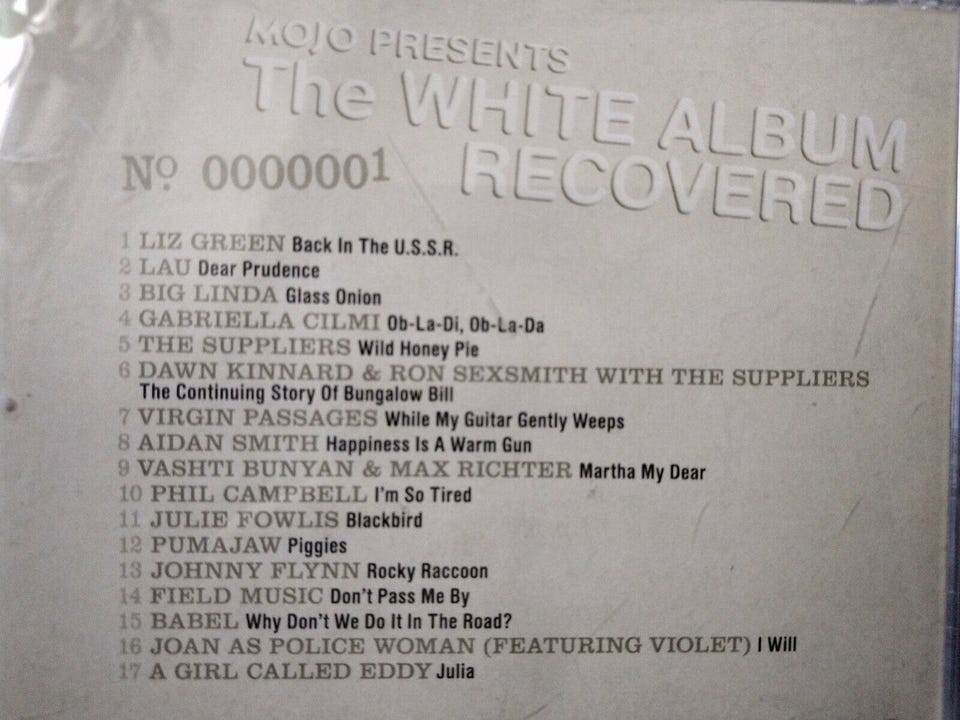 MOJO PRESENTS
The WHITE ALBUM
RECOVERED
Nº 0000001
1 LIZ GREEN Back In The U.S.S.R.
2 LAU Dear Prudence
3 BIG LINDA Glass Onion
4 GABRIELLA CILMI Ob-La-Di, Ob-La-Da
5 THE SUPPLIERS Wild Honey Pie
6 DAWN KINNARD & RON SEXSMITH WITH THE SUPPLIERS
The Continuing Story Of Bungalow Bill
7 VIRGIN PASSAGES While My Guitar Gently Weeps
8 AIDAN SMITH Happiness Is A Warm Gun
9 VASHTI BUNYAN & MAX RICHTER Martha My Dear
10 PHIL CAMPBELL I'm So Tired
11 JULIE FOWLIS Blackbird
12 PUMAJAW Piggies
13 JOHNNY FLYNN Rocky Raccoon
14 FIELD MUSIC Don't Pass Me By
15 BABEL Why Don't We Do It In The Road?
16 JOAN AS POLICE WOMAN (FEATURING VIOLET) I Will
17 A GIRL CALLED EDDY Julia